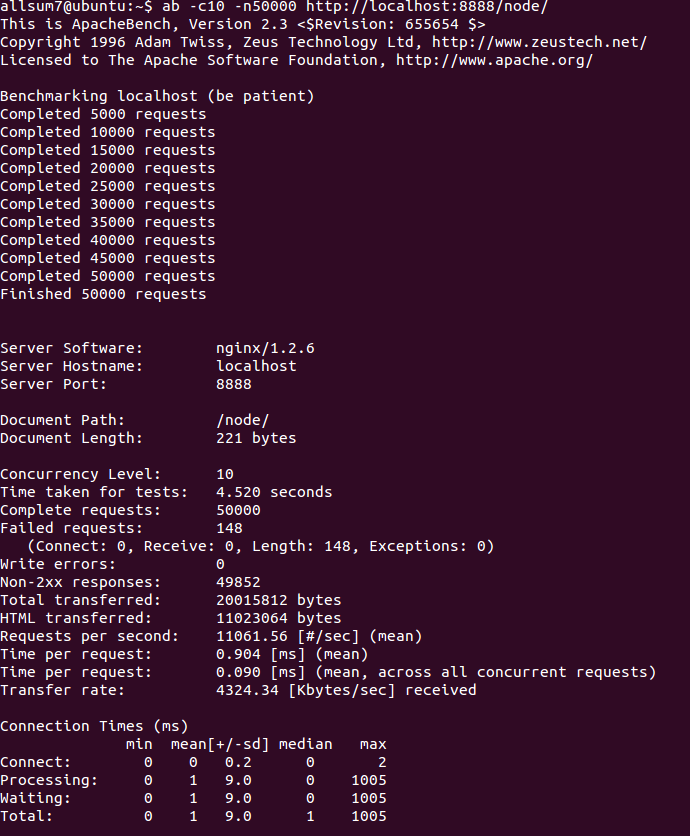 allsum7@ubuntu:~$ ab -c10 -n50000 http://localhost:8888/node/
This is ApacheBench, Version 2.3 <$Revision: 655654 $>
Copyright 1996 Adam Twiss, Zeus Technology Ltd, http://www.zeustech.net/
Licensed to The Apache Software Foundation, http://www.apache.org/

Benchmarking localhost (be patient)
Completed 5000 requests
Completed 10000 requests
Completed 15000 requests
Completed 20000 requests
Completed 25000 requests
Completed 30000 requests
Completed 35000 requests
Completed 40000 requests
Completed 45000 requests
Completed 50000 requests
Finished 50000 requests


Server Software:        nginx/1.2.6
Server Hostname:        localhost
Server Port:            8888

Document Path:          /node/
Document Length:        221 bytes

Concurrency Level:      10
Time taken for tests:   4.520 seconds
Complete requests:      50000
Failed requests:        148
   (Connect: 0, Receive: 0, Length: 148, Exceptions: 0)
Write errors:           0
Non-2xx responses:      49852
Total transferred:      20015812 bytes
HTML transferred:       11023064 bytes
Requests per second:    11061.56 [#/sec] (mean)
Time per request:       0.904 [ms] (mean)
Time per request:       0.090 [ms] (mean, across all concurrent requests)
Transfer rate:          4324.34 [Kbytes/sec] received

Connection Times (ms)
              min  mean[+/-sd] median   max
Connect:        0    0   0.2      0       2
Processing:     0    1   9.0      0    1005
Waiting:        0    1   9.0      0    1005
Total:          0    1   9.0      1    1005